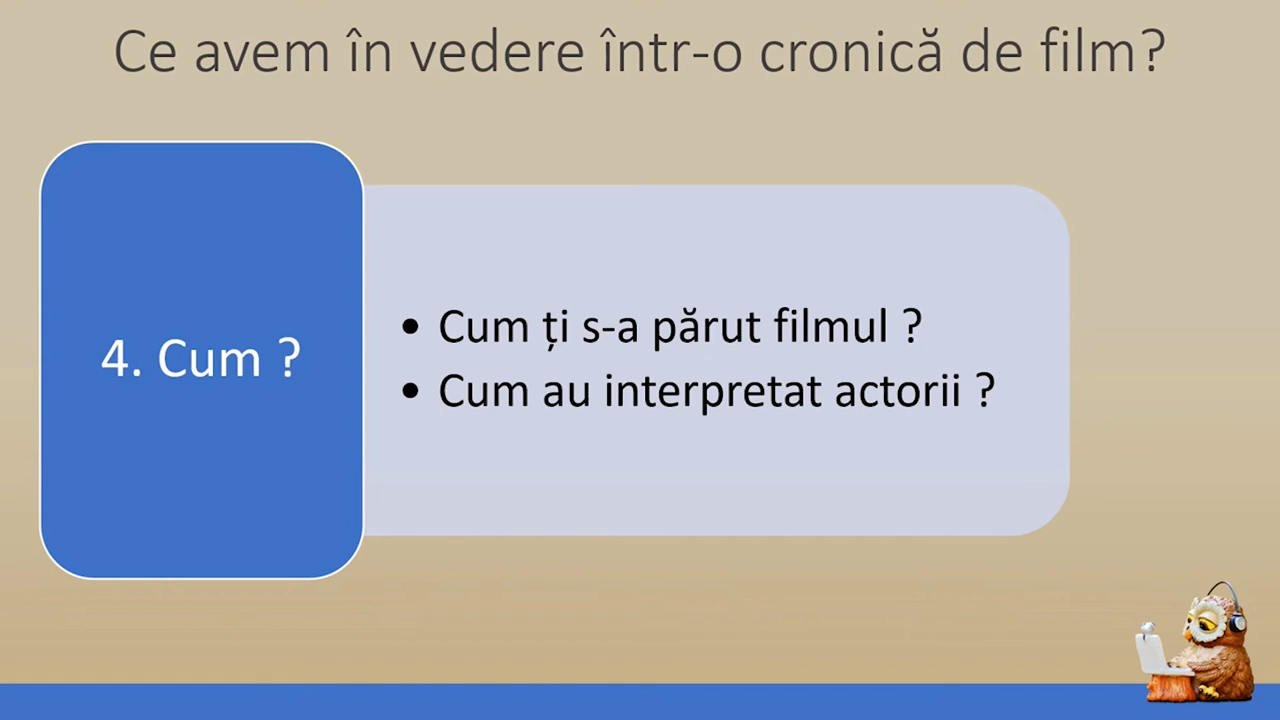 Ce avem în vedere într-o cronică de film?
4. Cum ?
• Cum ți s-a părut filmul ?
• Cum au interpretat actorii ?